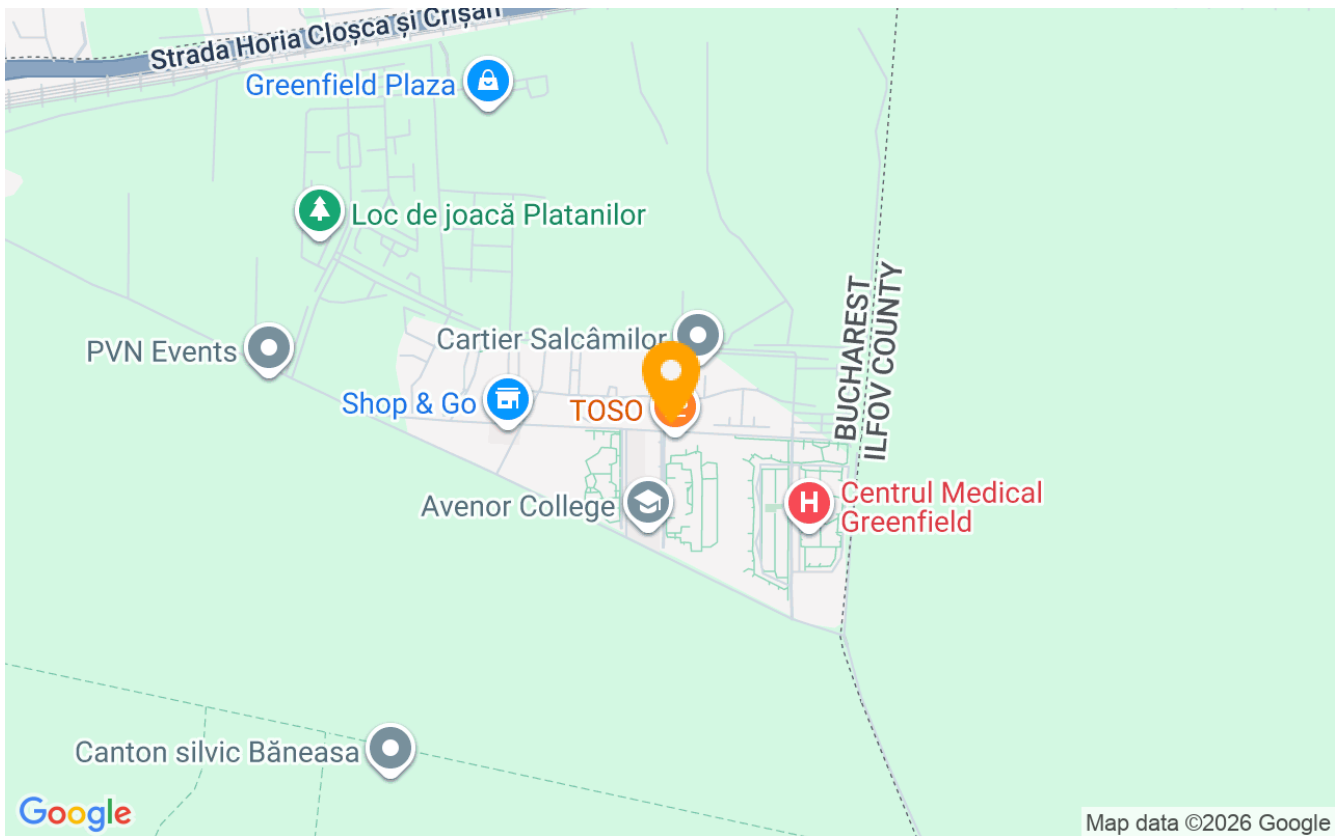 Strada Horia Cloșca și Crișan
Greenfield Plaza
Loc de joacă Platanilor
PVN Events
Cartier Salcâmilor
Shop & Go
TOSO
BUCHAREST
ILFOV COUNTY
Avenor College
H
Centrul Medical
Greenfield
Canton silvic Băneasa
Google
Map data ©2026 Google